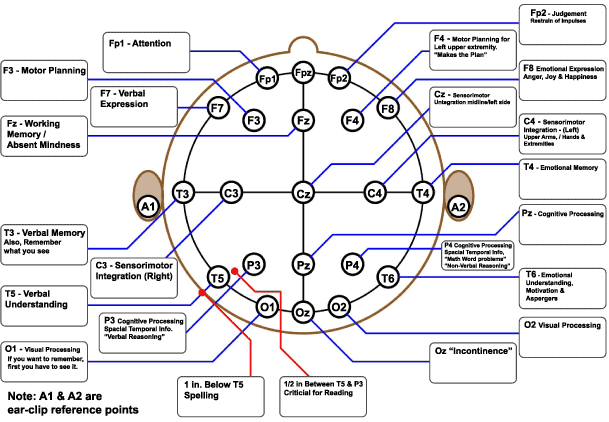 Fp1 - Attention
F4 - Motor Planning for
Left upper extremity.
"Makes the Plan"
Fp2 - Judgement
Restrain of Impulses
F3 - Motor Planning
F7 - Verbal
Expression
F8 Emotional Expression
Anger, Joy & Happiness
Fz - Working
Memory /
Absent Mindness
Cz - Sensorimotor
Untegration midline/left side
C4 - Sensorimotor
Integration - (Left)
Upper Arms, / Hands &
Extremities
T4 - Emotional Memory
T3 - Verbal Memory
Also, Remember
what you see
Pz - Cognitive Processing
C3 - Sensorimotor
Integration (Right)
P4 Cognitive Processing
Spacial Temporal Info,
"Math Word problems"
"Non-Verbal Reasoning"
T5 - Verbal
Understanding
T6 - Emotional
Understanding,
Motivation &
Aspergers
P3 Cognitive Processing
Spacial Temporal Info.
"Verbal Reasoning"
O2 Visual Processing
O1 - Visual Processing
If you want to remember,
first you have to see it.
Oz "Incontinence"
1 in. Below T5
Spelling
1/2 in Between T5 & P3
Criticial for Reading
Note: A1 & A2 are
ear-clip reference points
Fp1
Fpz
Fp2
F7
F3
Fz
F4
F8
A1
T3
C3
Cz
C4
T4
A2
T5
P3
Pz
P4
T6
O1
Oz
O2